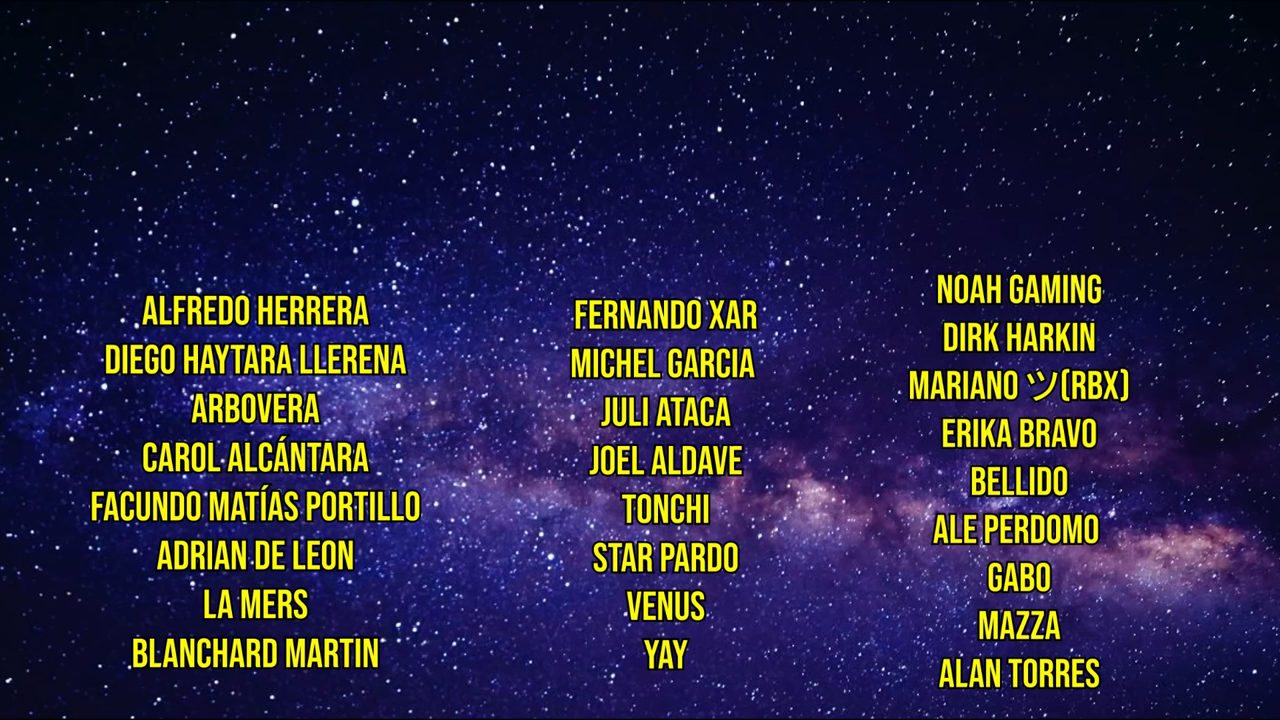 ALFREDO HERRERA
DIEGO HAYTARA LLERENA
ARBOVERA
CAROL ALCÁNTARA
FACUNDO MATÍAS PORTILLO
ADRIAN DE LEON
LA MERS
BLANCHARD MARTIN
FERNANDO XAR
MICHEL GARCIA
JULI ATACA
JOEL ALDAVE
TONCHI
STAR PARDO
VENUS
YAY
NOAH GAMING
DIRK HARKIN
MARIANO ツ(RBX)
ERIKA BRAVO
BELLIDO
ALE PERDOMO
GABO
MAZZA
ALAN TORRES